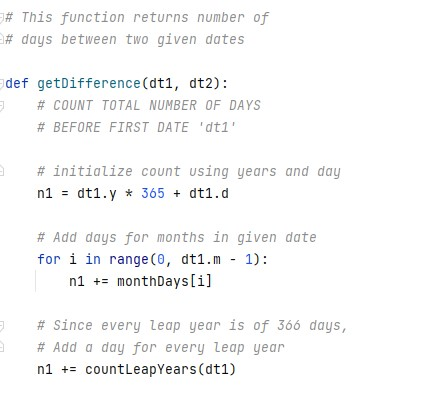 # This function returns number of
# days between two given dates
def getDifference(dt1, dt2):
# COUNT TOTAL NUMBER OF DAYS
# BEFORE FIRST DATE 'dt1'
# initialize count using years and day
n1 = dt1.y * 365 + dt1.d
# Add days for months in given date
for i in range(0, dt1.m - 1):
n1 += monthDays[i]
# Since every leap year is of 366 days,
# Add a day for every leap year
n1 += countLeapYears(dt1)